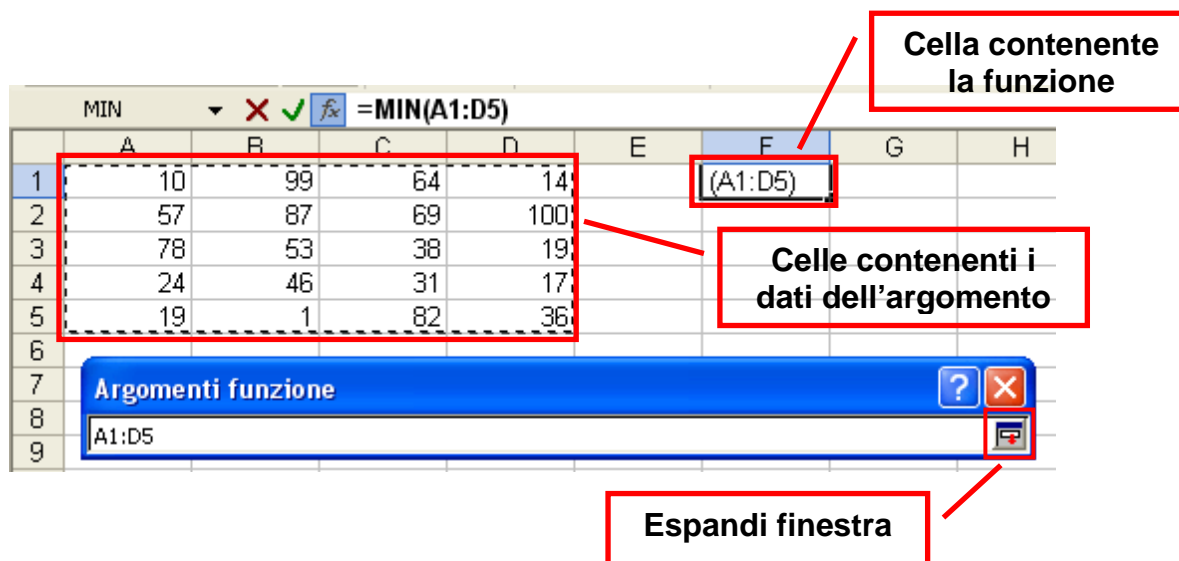 Cella contenente
la funzione
MIN fx =MIN(A1:D5)
A B C D E F G H
1 10 99 64 14 (A1:D5)
2 57 87 69 100
3 78 53 38 19
4 24 46 31 17
5 19 1 82 36
Celle contenenti i
dati dell’argomento
6
7
8
9
Argomenti funzione ?
A1:D5
Espandi finestra